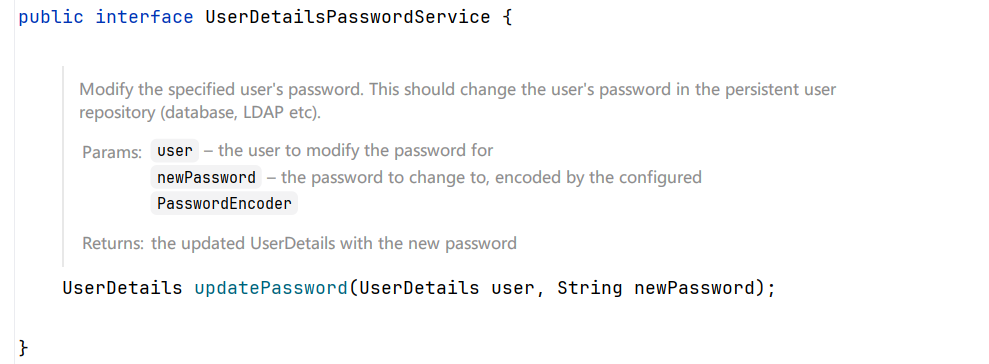 public interface UserDetailsPasswordService {
Modify the specified user's password. This should change the user's password in the persistent user
repository (database, LDAP etc).
Params: user – the user to modify the password for
newPassword – the password to change to, encoded by the configured
PasswordEncoder
Returns: the updated UserDetails with the new password
UserDetails updatePassword(UserDetails user, String newPassword);
}